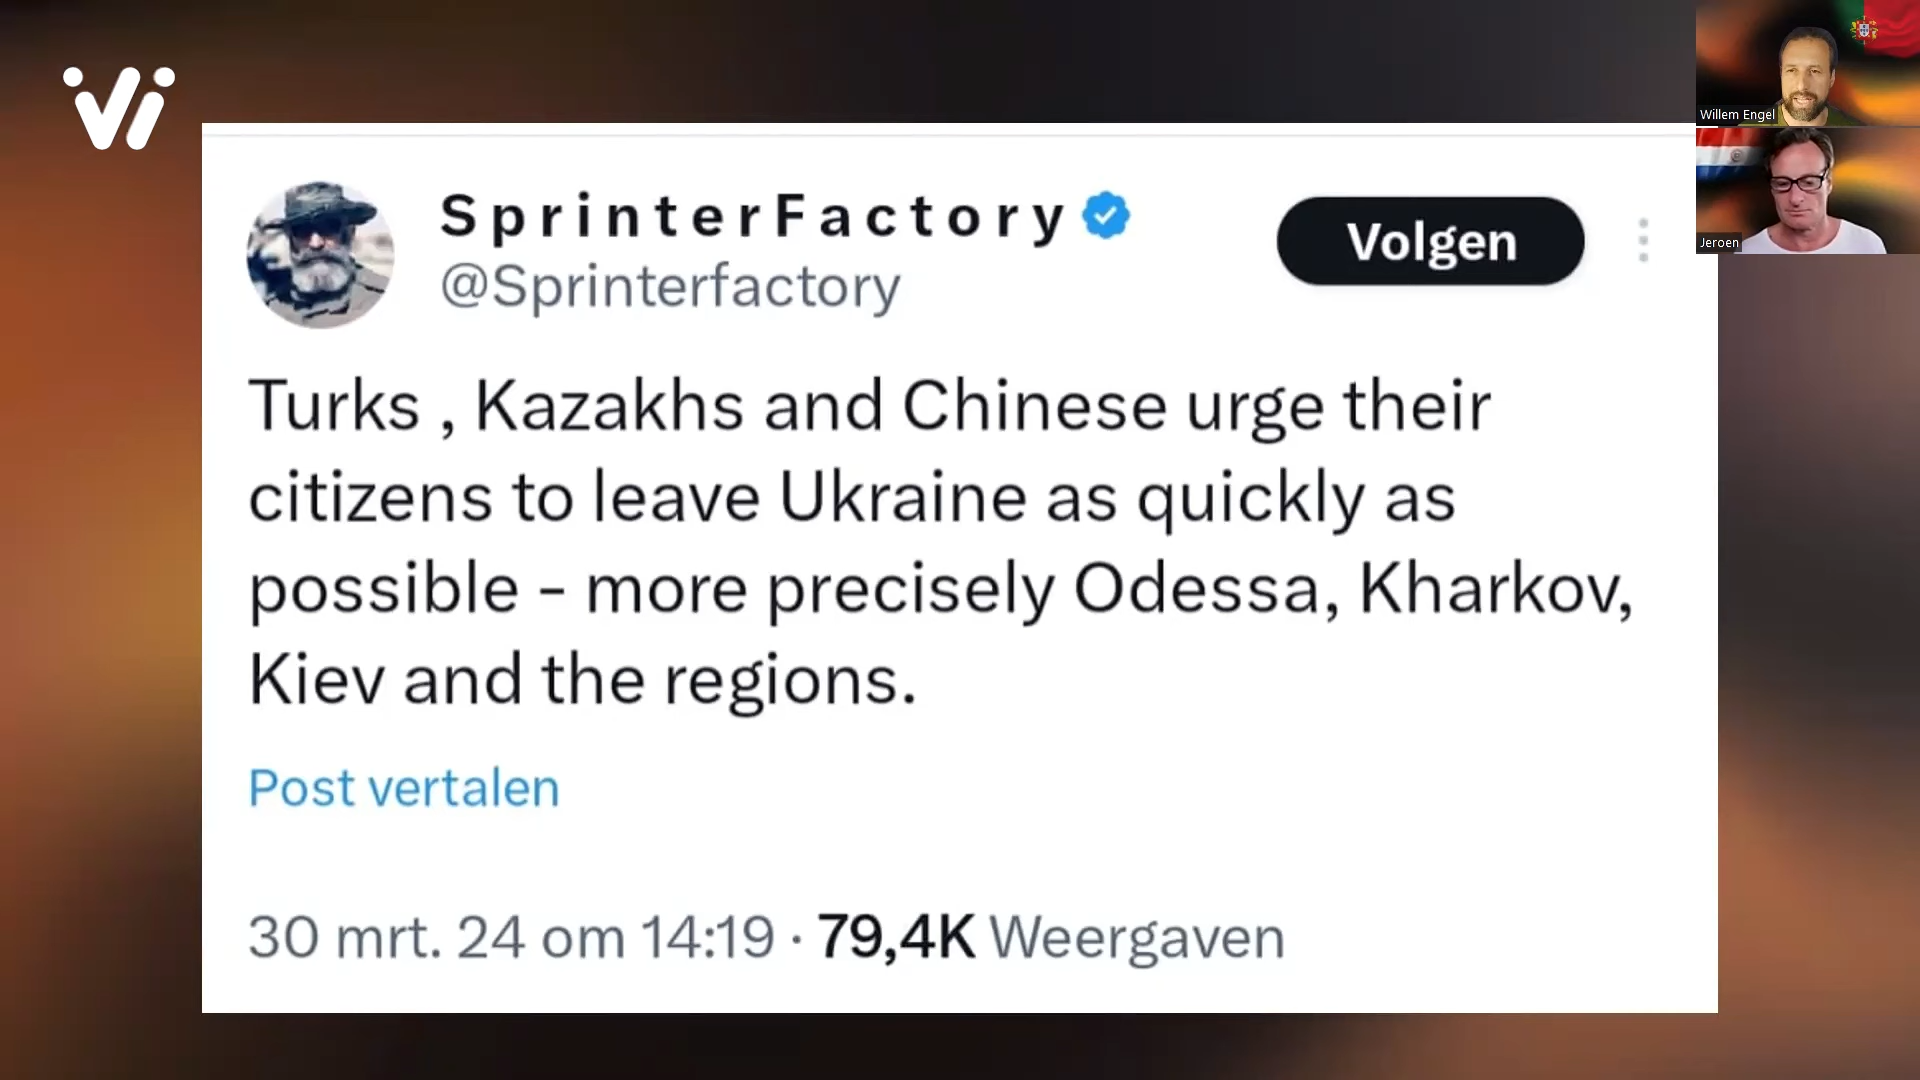 Vi
Willem Engel
Jeroen
SprinterFactory
@Sprinterfactory
Volgen
Turks , Kazakhs and Chinese urge their
citizens to leave Ukraine as quickly as
possible - more precisely Odessa, Kharkov,
Kiev and the regions.
Post vertalen
30 mrt. 24 om 14:19 · 79,4K Weergaven